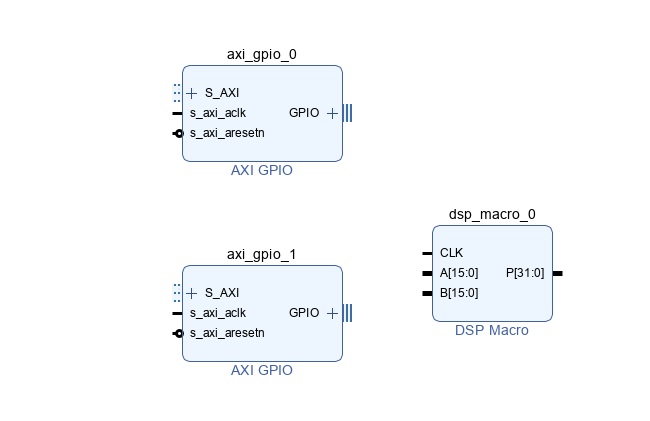 axi_gpio_0
S_AXI
s_axi_aclk
GPIO
s_axi_aresetn
AXI GPIO
axi_gpio_1
S_AXI
s_axi_aclk
GPIO
s_axi_aresetn
AXI GPIO
dsp_macro_0
CLK
A[15:0]
P[31:0]
B[15:0]
DSP Macro